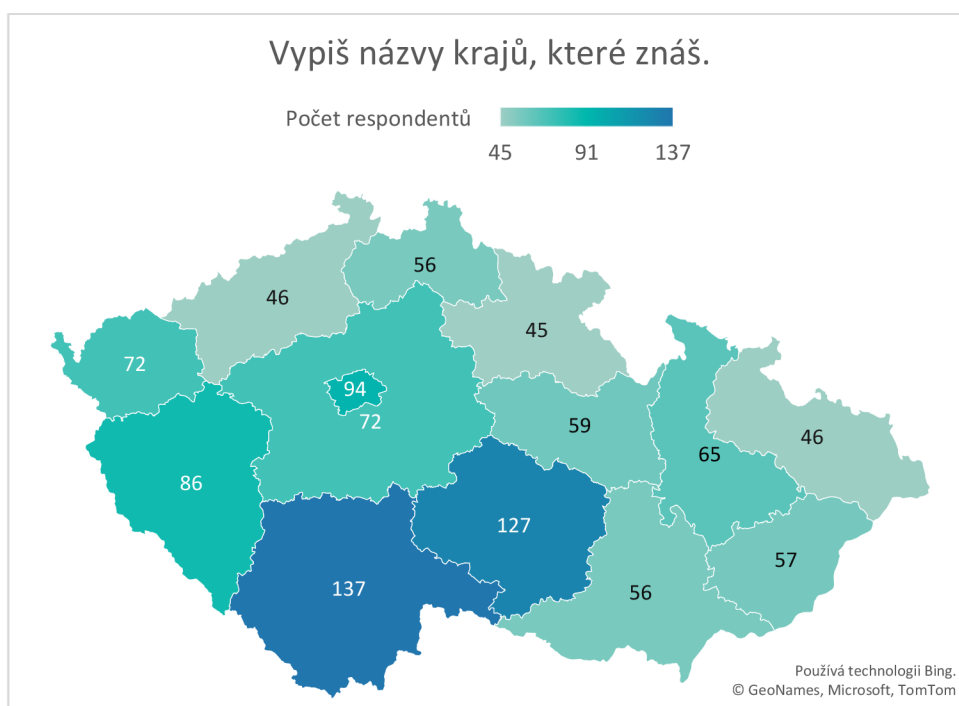 Vypiš názvy krajů, které znáš.
Počet respondentů
45 91 137
56
46
45
72
94
72
59
46
65
86
127
57
137
56
Používá technologii Bing.
© GeoNames, Microsoft, TomTom